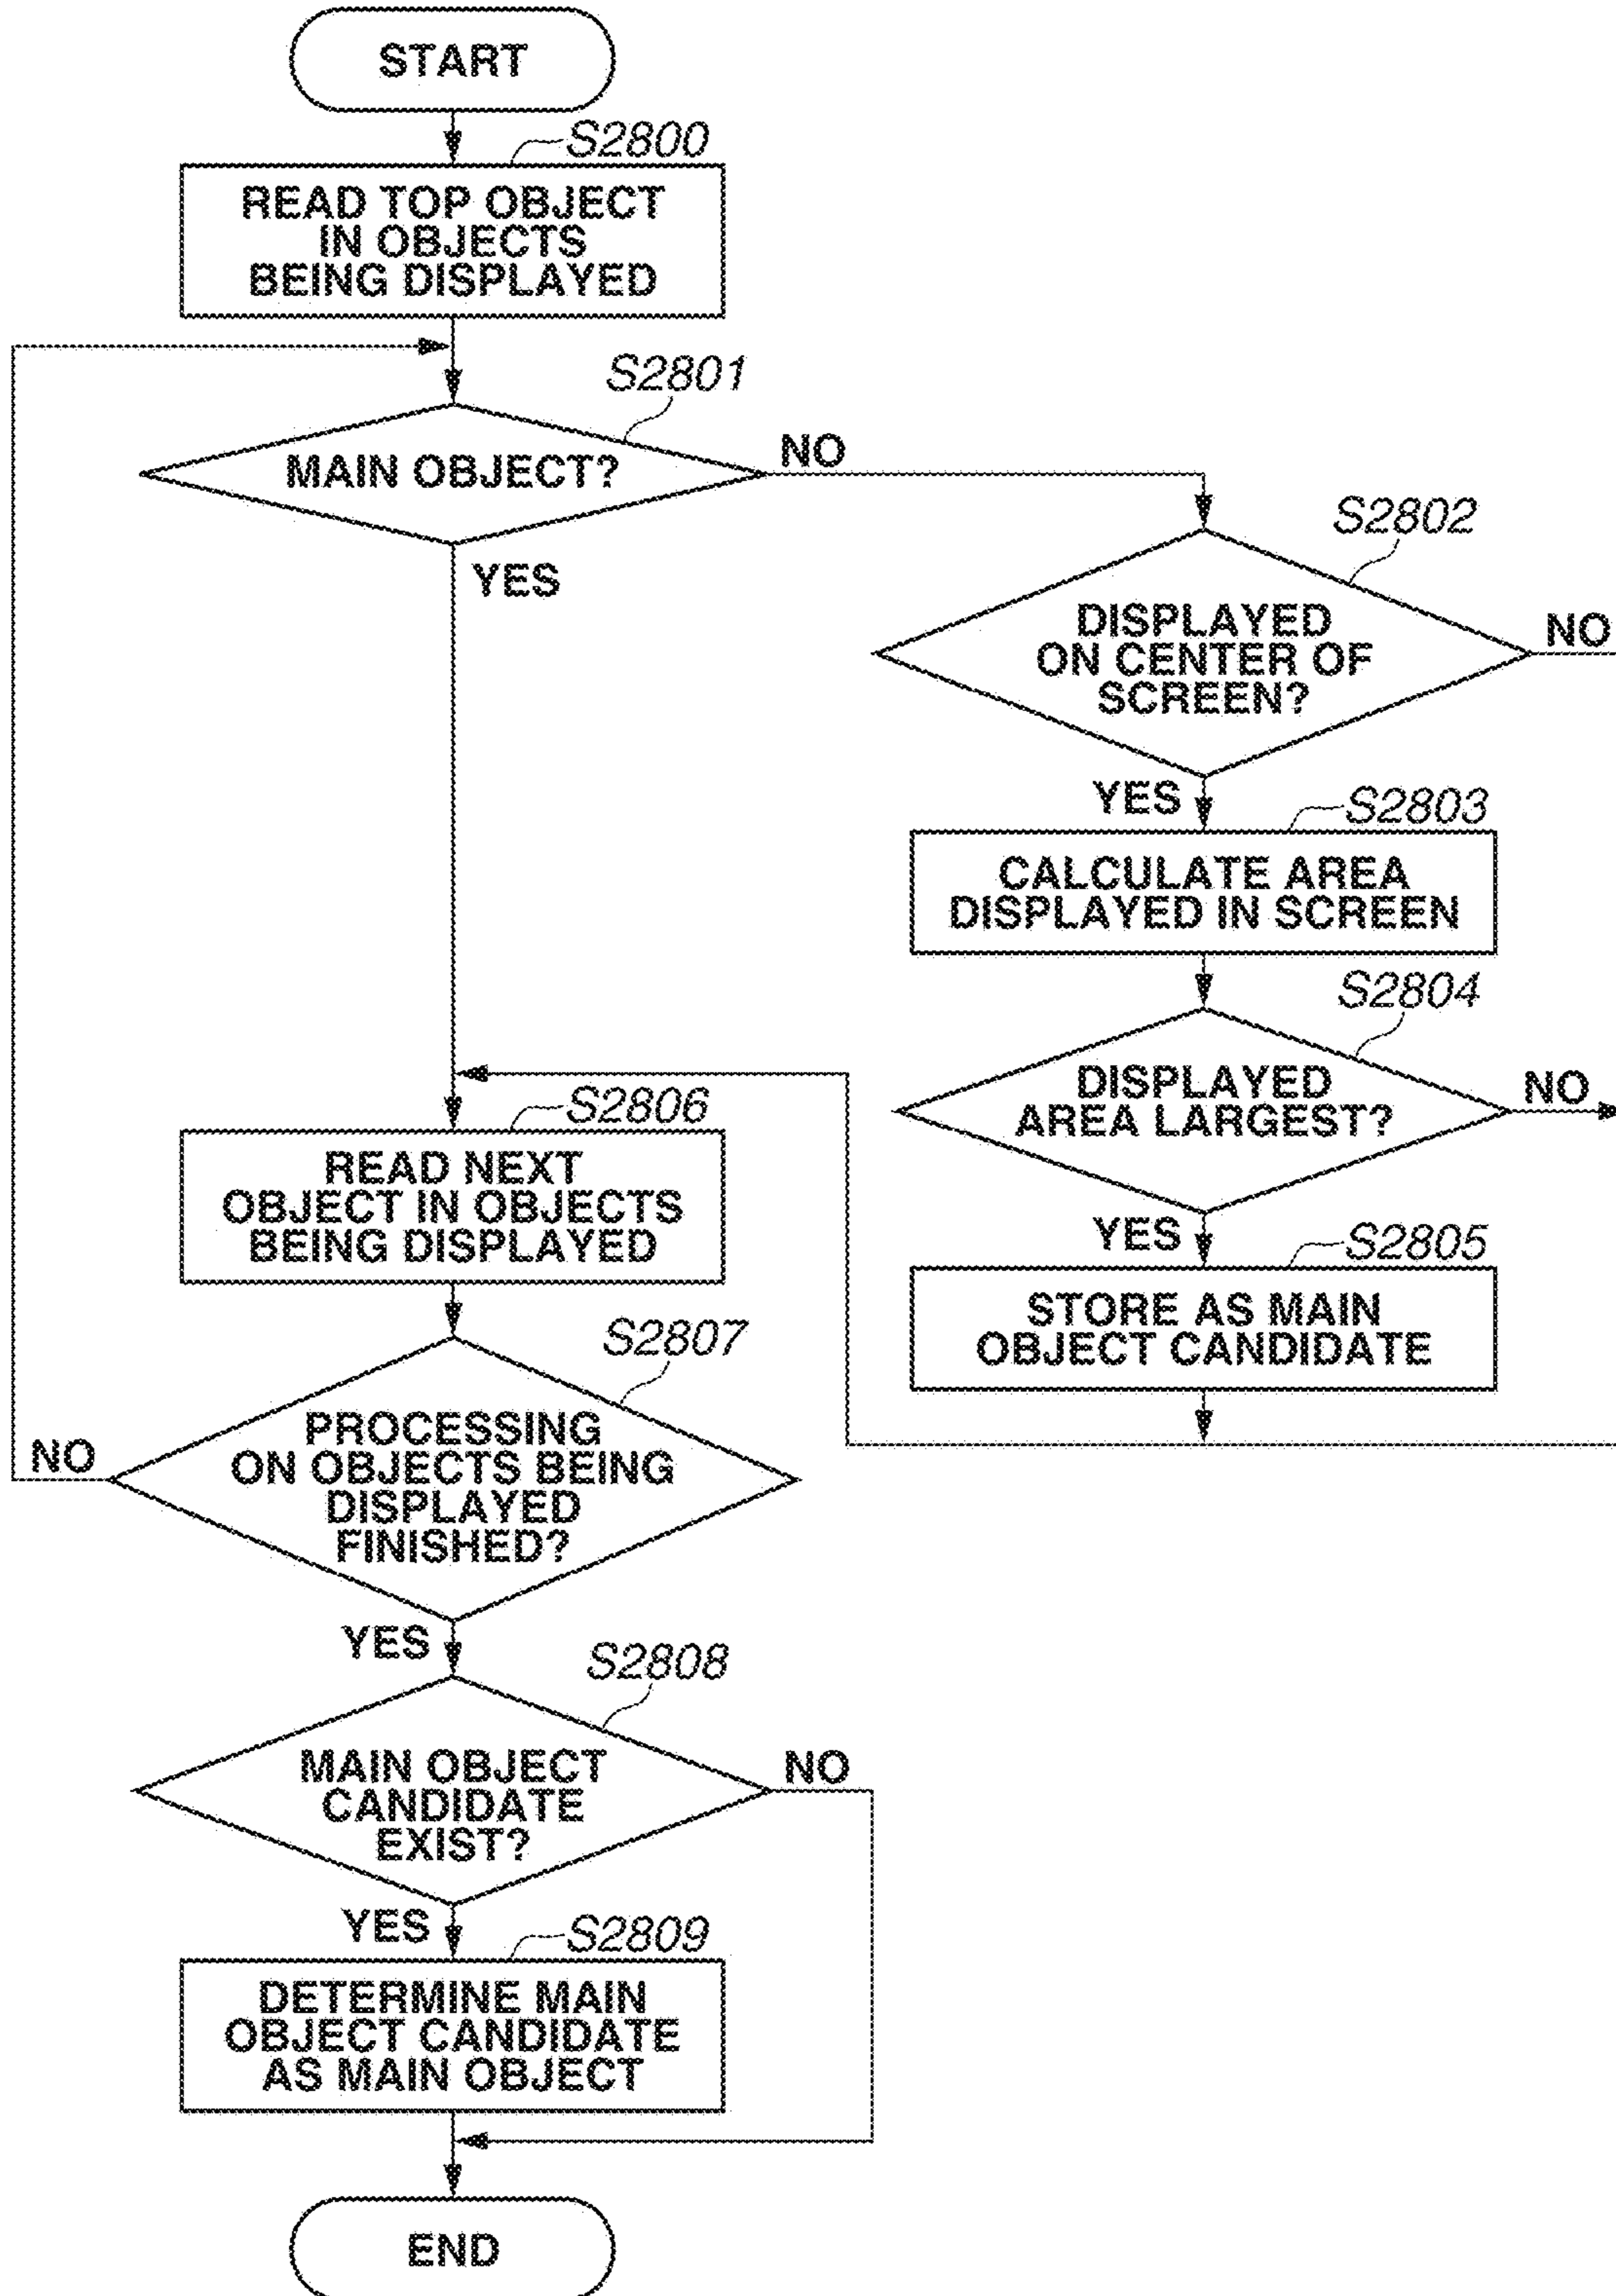 START
S2800
READ TOP OBJECT
IN OBJECTS
BEING DISPLAYED
S2801
MAIN OBJECT?
NO
YES
S2802
DISPLAYED
ON CENTER OF
SCREEN?
NO
YES
S2803
CALCULATE AREA
DISPLAYED IN SCREEN
S2804
DISPLAYED
AREA LARGEST?
NO
YES
S2805
STORE AS MAIN
OBJECT CANDIDATE
S2806
READ NEXT
OBJECT IN OBJECTS
BEING DISPLAYED
S2807
PROCESSING
ON OBJECTS BEING
DISPLAYED
FINISHED?
NO
YES
S2808
MAIN OBJECT
CANDIDATE
EXIST?
NO
YES
S2809
DETERMINE MAIN
OBJECT CANDIDATE
AS MAIN OBJECT
END